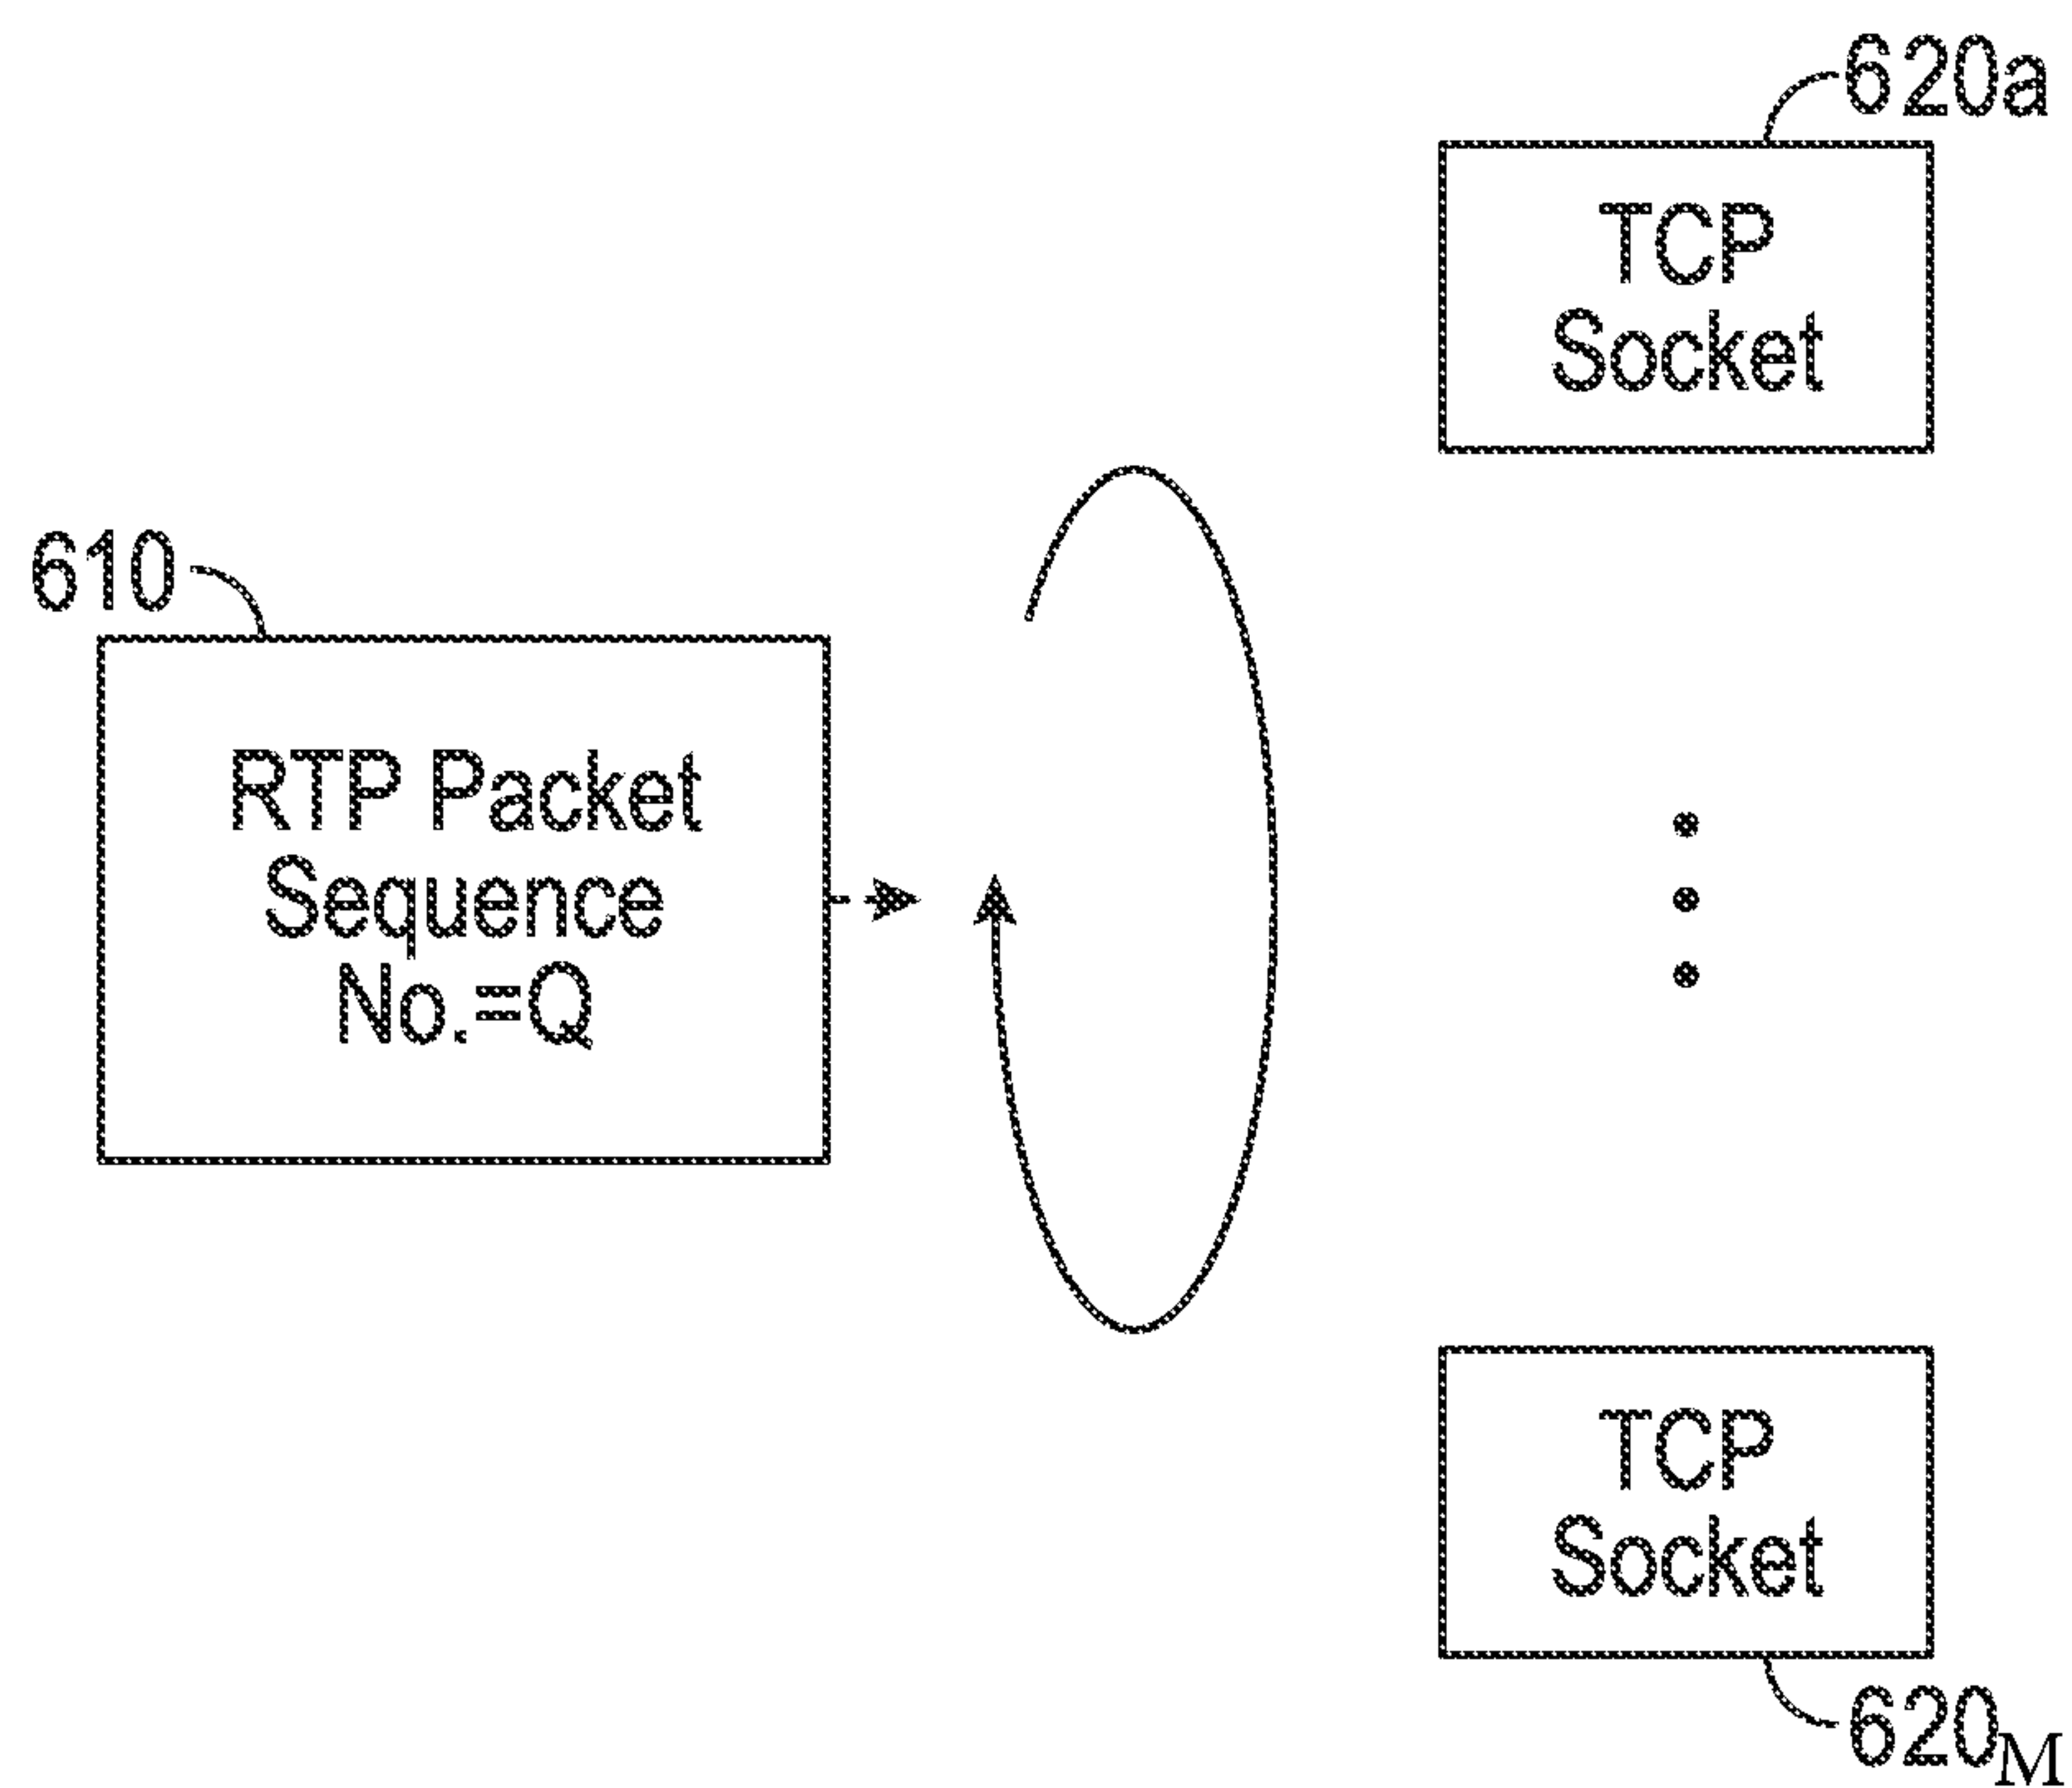 620a
TCP
Socket
610
RTP Packet
Sequence
No.=Q
TCP
Socket
620M